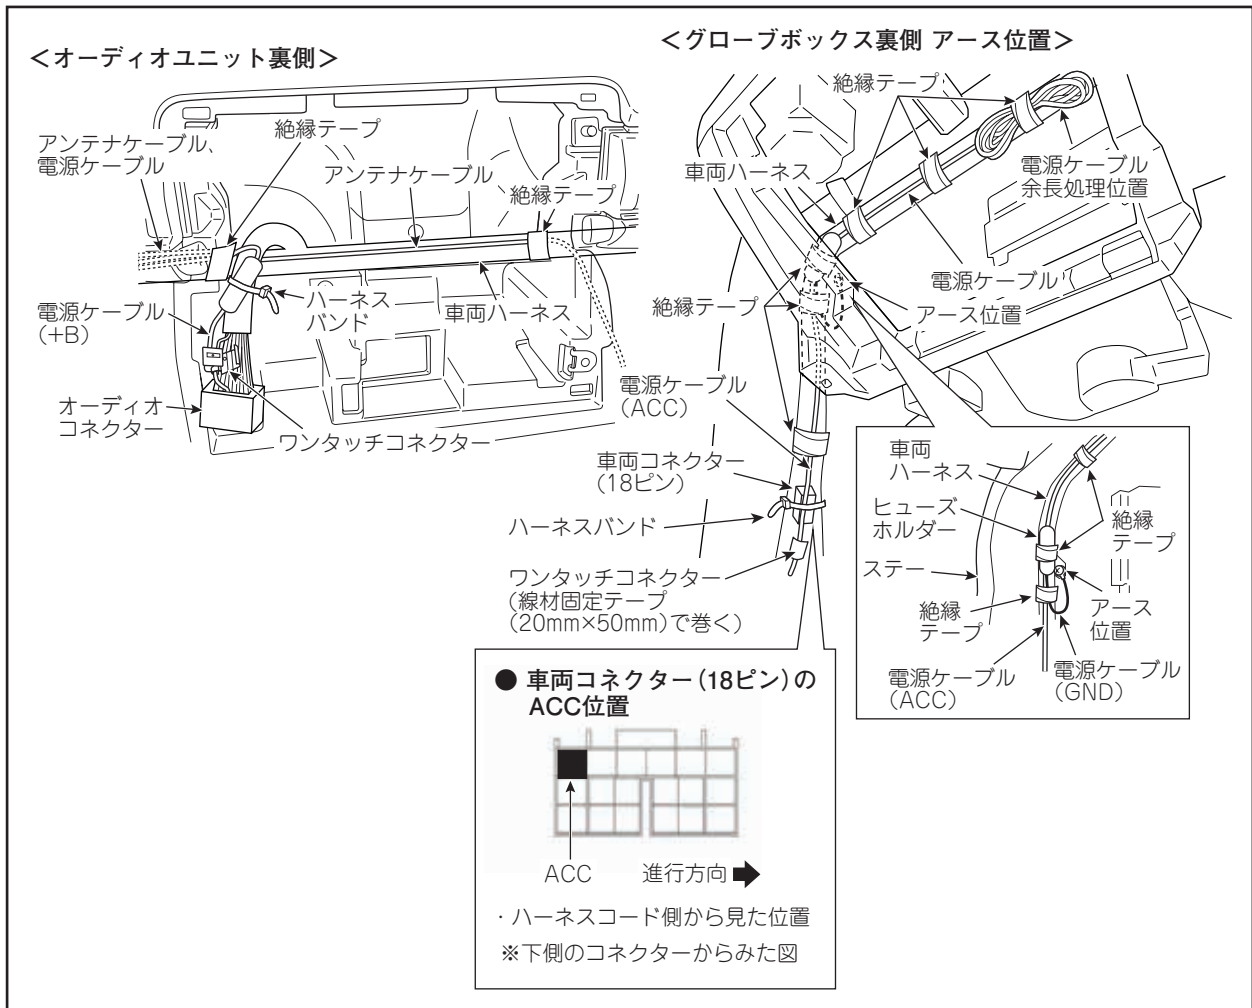 ＜オーディオユニット裏側＞
アンテナケーブル、
電源ケーブル
絶縁テープ
アンテナケーブル
絶縁テープ
電源ケーブル
(+B)
ハーネス
バンド
車両ハーネス
オーディオ
コネクター
ワンタッチコネクター
＜グローブボックス裏側 アース位置＞
絶縁テープ
車両ハーネス
電源ケーブル
余長処理位置
電源ケーブル
アース位置
絶縁テープ
電源ケーブル
(ACC)
車両コネクター
(18ピン)
ハーネスバンド
ワンタッチコネクター
(線材固定テープ
(20mm×50mm)で巻く)
車両
ハーネス
ヒューズ
ホルダー
ステー
絶縁
テープ
絶縁
テープ
アース
位置
電源ケーブル
(ACC)
電源ケーブル
(GND)
● 車両コネクター(18ピン)の
ACC位置
ACC
進行方向
・ハーネスコード側から見た位置
※下側のコネクターからみた図